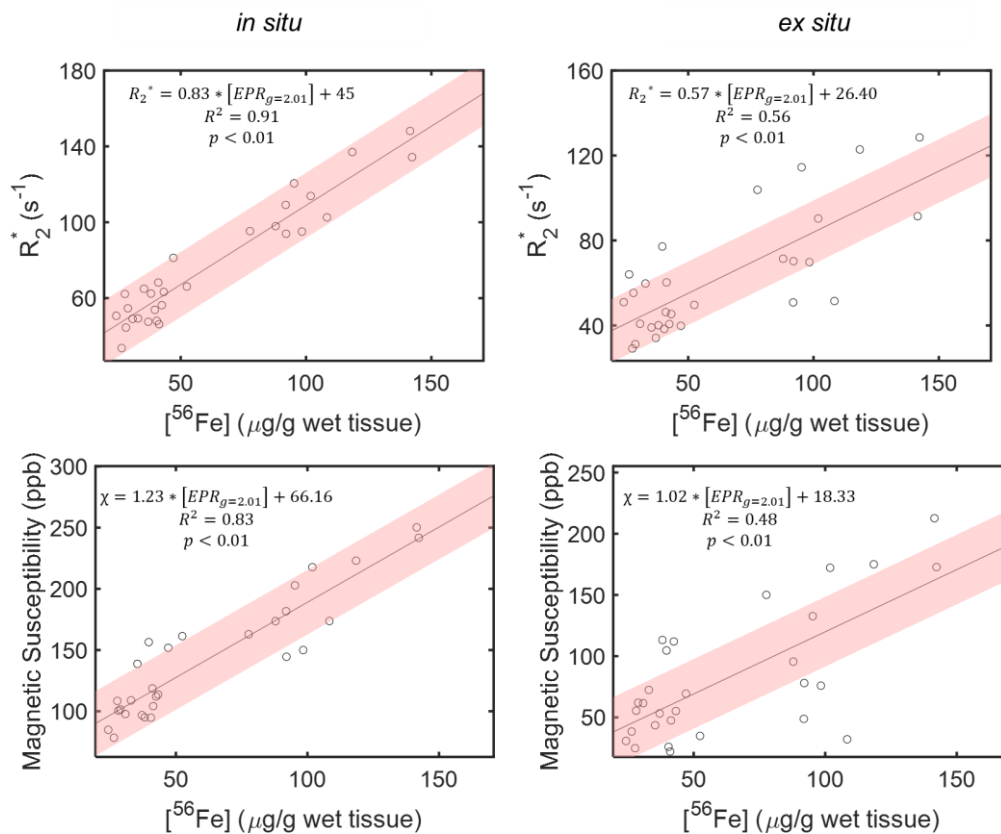 in situ
ex situ
180
140
100
60
R₂* = 0.83 * [EPR_g=2.01] + 45
R² = 0.91
p < 0.01
R₂* (s⁻¹)
50
100
150
[⁵⁶Fe] (μg/g wet tissue)
160
120
80
40
R₂* = 0.57 * [EPR_g=2.01] + 26.40
R² = 0.56
p < 0.01
R₂* (s⁻¹)
50
100
150
[⁵⁶Fe] (μg/g wet tissue)
300
250
200
150
100
χ = 1.23 * [EPR_g=2.01] + 66.16
R² = 0.83
p < 0.01
Magnetic Susceptibility (ppb)
50
100
150
[⁵⁶Fe] (μg/g wet tissue)
250
200
150
100
50
χ = 1.02 * [EPR_g=2.01] + 18.33
R² = 0.48
p < 0.01
Magnetic Susceptibility (ppb)
50
100
150
[⁵⁶Fe] (μg/g wet tissue)